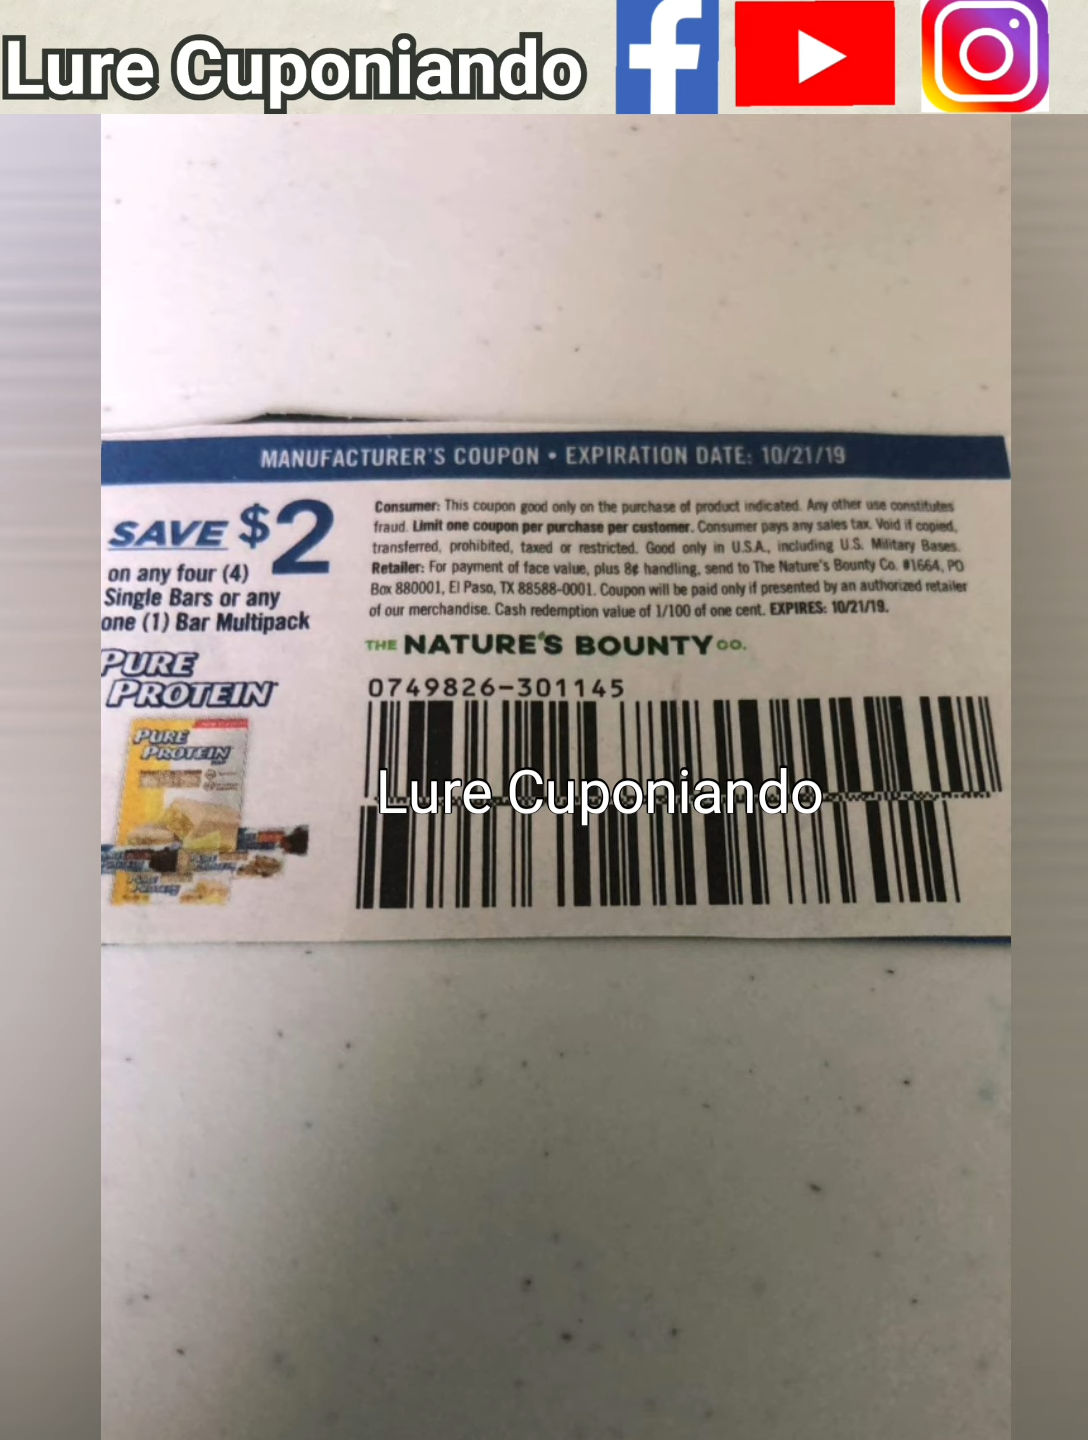 Lure Cuponiando
MANUFACTURER'S COUPON • EXPIRATION DATE: 10/21/19
SAVE $2
on any four (4)
Single Bars or any
one (1) Bar Multipack
PURE
PROTEIN
Consumer: This coupon good only on the purchase of product indicated. Any other use constitutes
fraud. Limit one coupon per purchase per customer. Consumer pays any sales tax. Void if copied,
transferred, prohibited, taxed or restricted. Good only in U.S.A., including U.S. Military Bases.
Retailer: For payment of face value, plus 8¢ handling, send to The Nature's Bounty Co. #1664, PO
Box 880001, El Paso, TX 88588-0001. Coupon will be paid only if presented by an authorized retailer
of our merchandise. Cash redemption value of 1/100 of one cent. EXPIRES: 10/21/19.
THE NATURE'S BOUNTY CO.
0749826-301145
PURE
PROTEIN
Lure Cuponiando